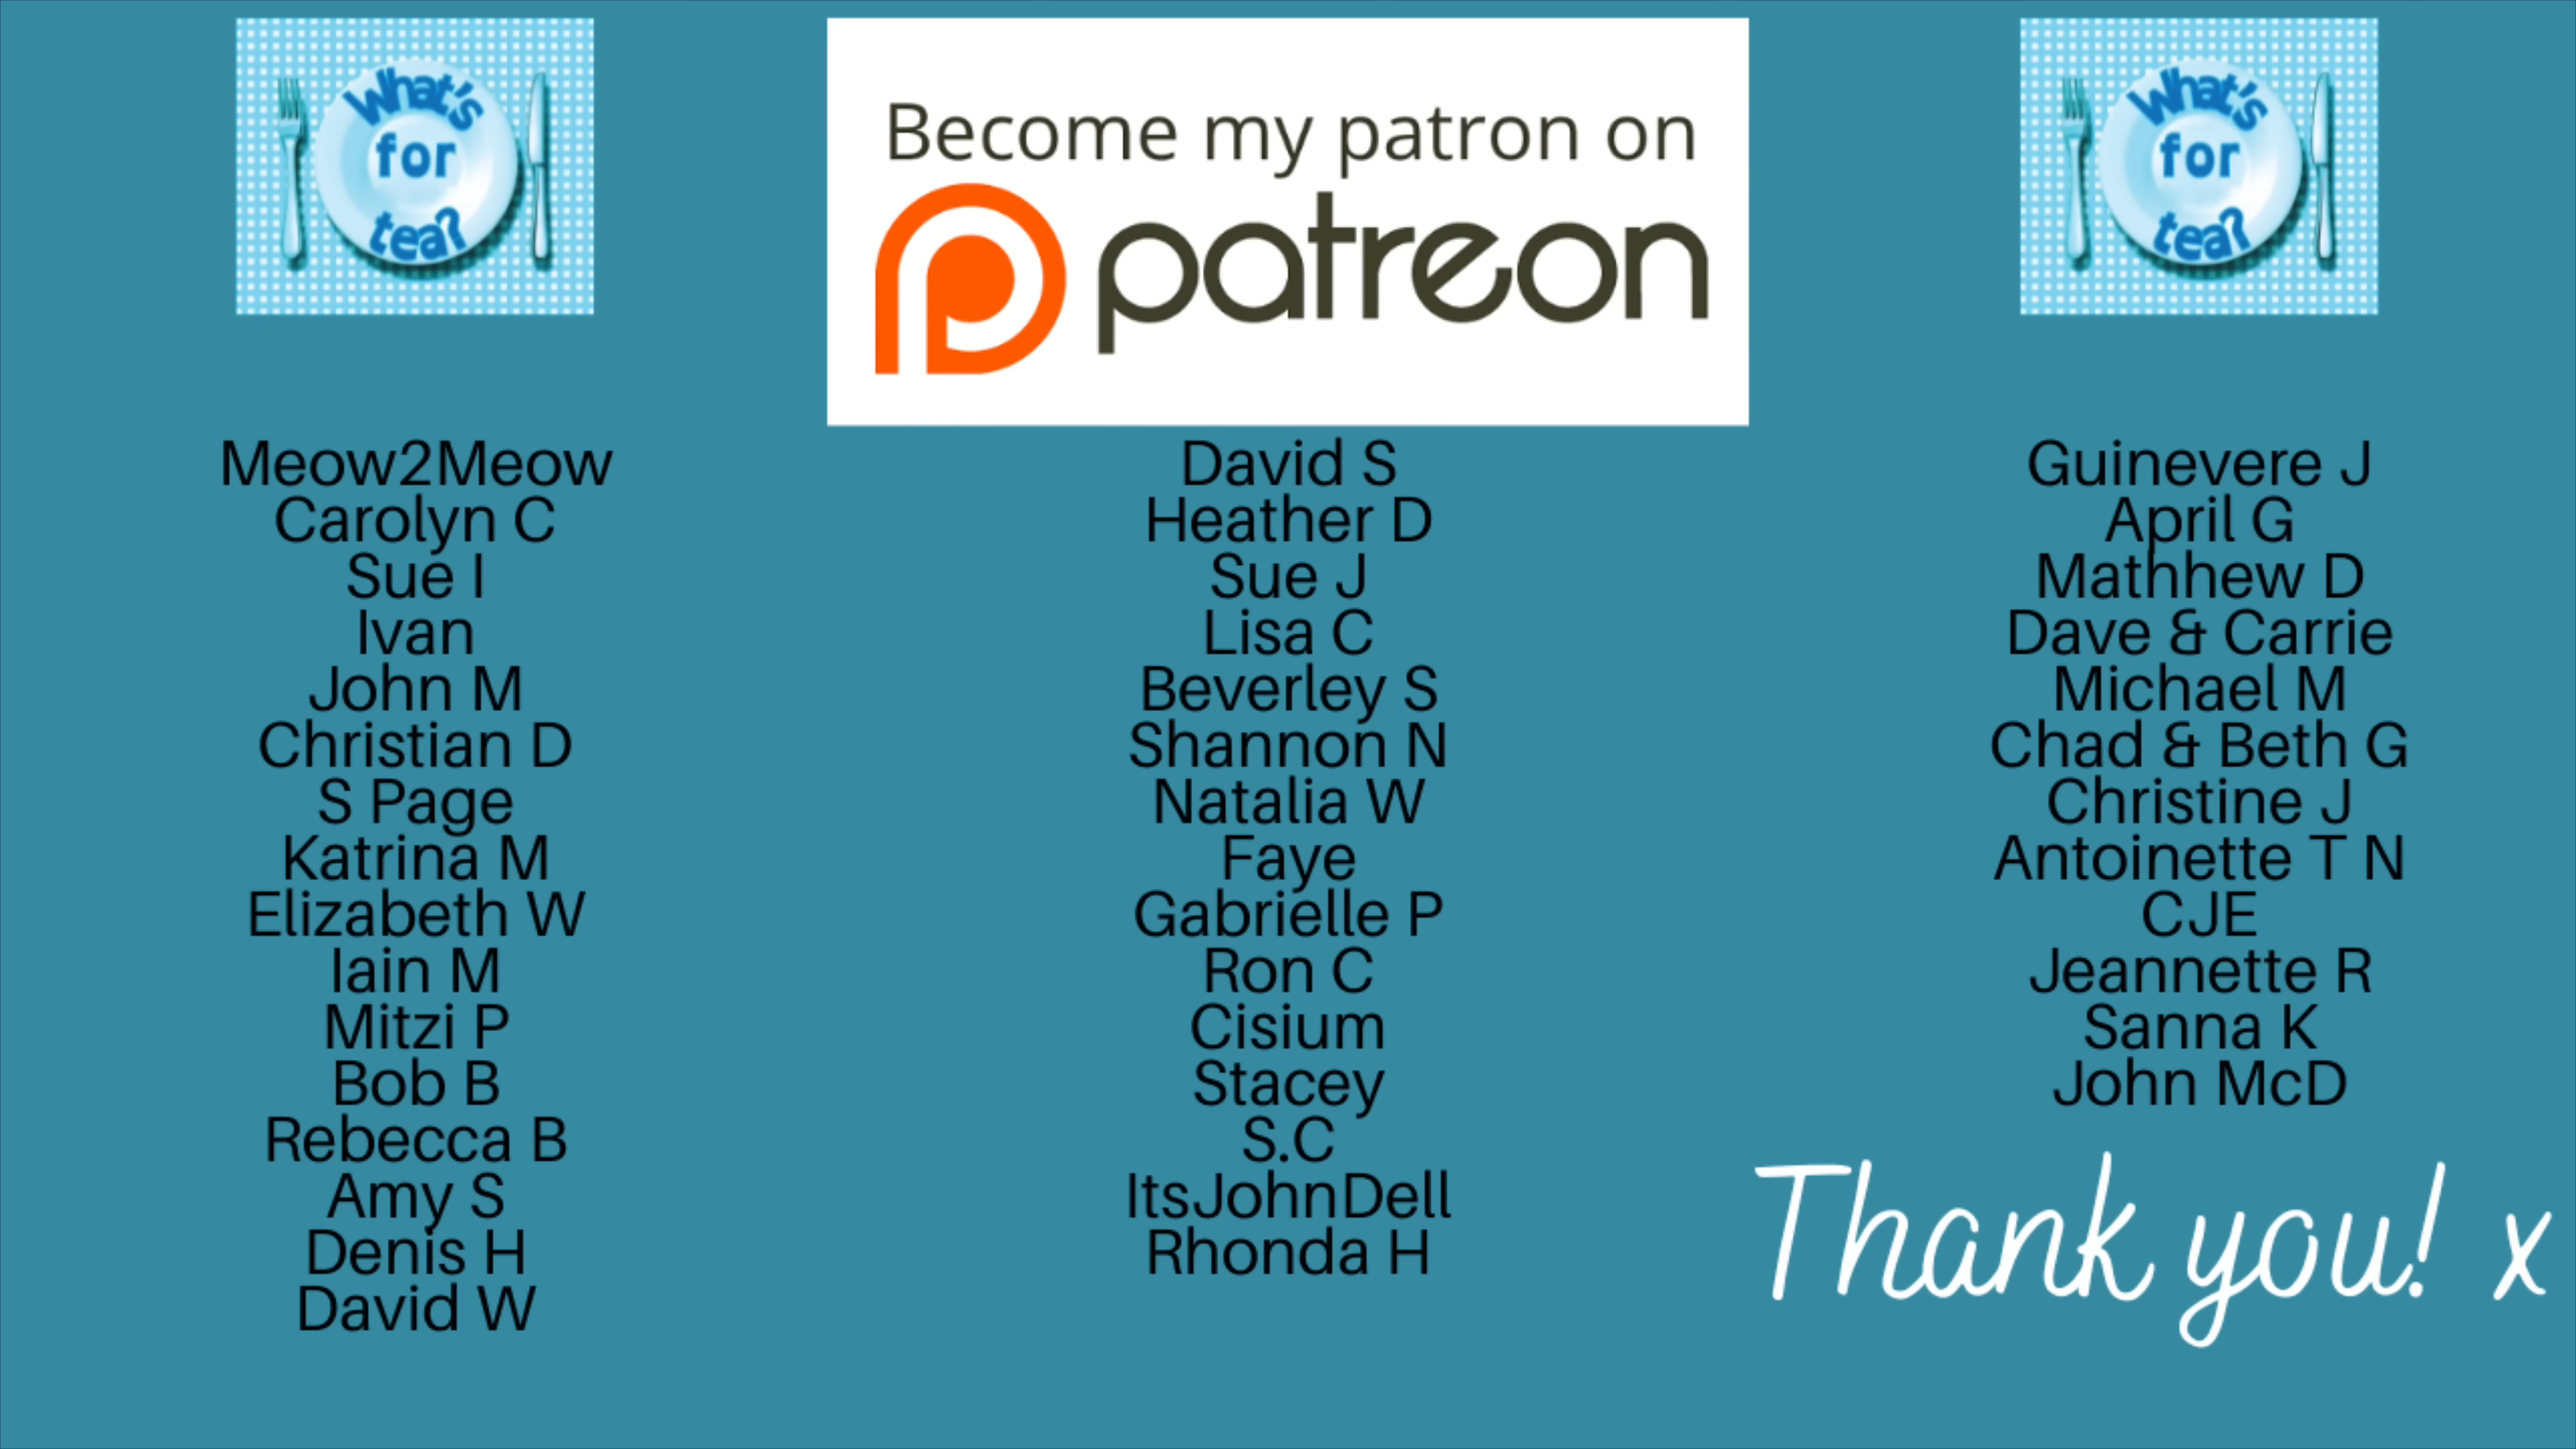 What's
for
tea?
Become my patron on
patreon
What's
for
tea?
Meow2Meow
Carolyn C
Sue I
Ivan
John M
Christian D
S Page
Katrina M
Elizabeth W
Iain M
Mitzi P
Bob B
Rebecca B
Amy S
Denis H
David W
David S
Heather D
Sue J
Lisa C
Beverley S
Shannon N
Natalia W
Faye
Gabrielle P
Ron C
Cisium
Stacey
S.C
ItsJohnDell
Rhonda H
Guinevere J
April G
Mathhew D
Dave & Carrie
Michael M
Chad & Beth G
Christine J
Antoinette T N
CJE
Jeannette R
Sanna K
John McD
Thank you! x